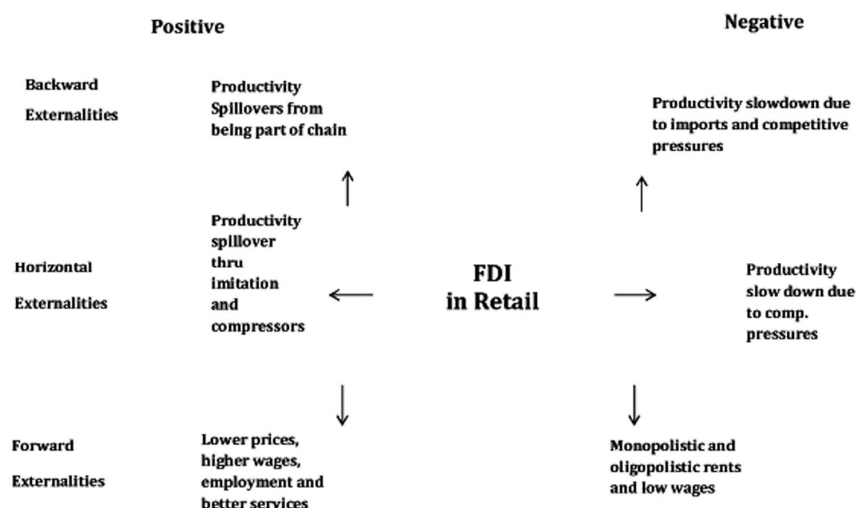 Positive
Negative
Backward
Externalities
Productivity
Spillovers from
being part of chain
Productivity slowdown due
to imports and competitive
pressures
Horizontal
Externalities
Productivity
spillover
thru
imitation
and
compressors
FDI
in Retail
Productivity
slow down due
to comp.
pressures
Forward
Externalities
Lower prices,
higher wages,
employment and
better services
Monopolistic and
oligopolistic rents
and low wages